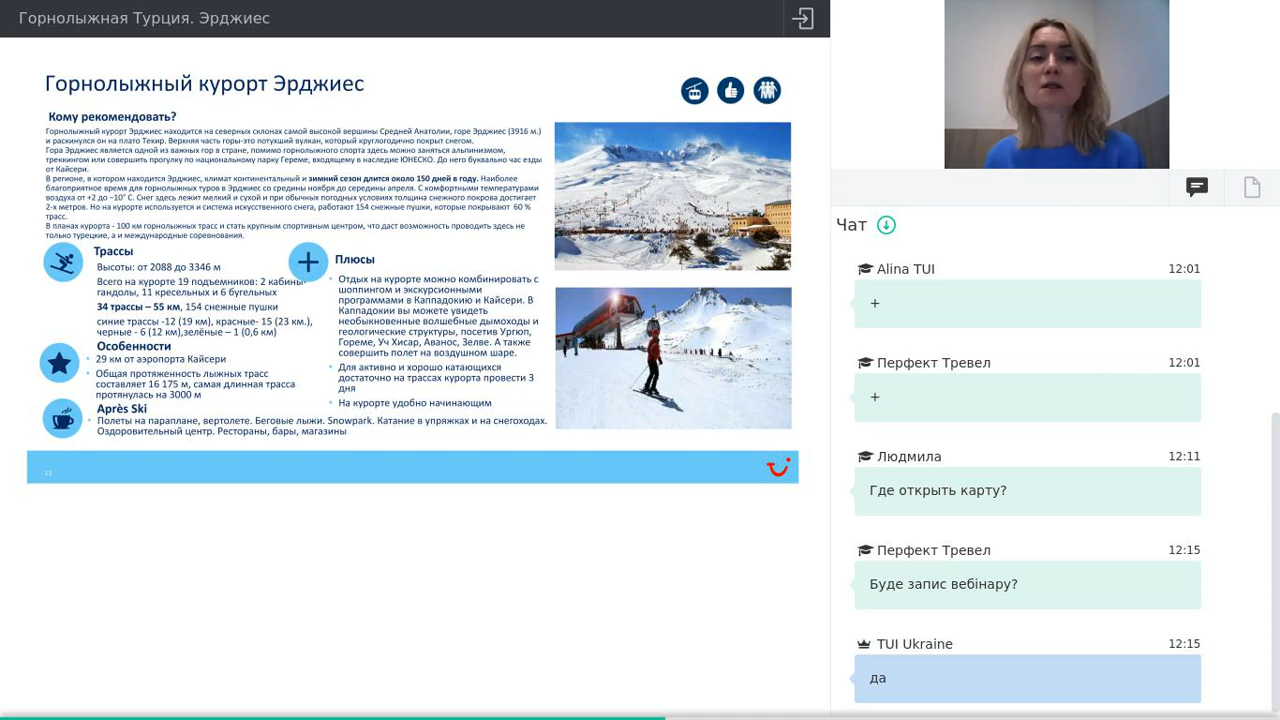 Горнолыжная Турция. Эрджиес
Горнолыжный курорт Эрджиес
Кому рекомендовать?
Горнолыжный курорт Эрджиес находится на северных склонах самой высокой вершины Средней Анатолии, горе Эрджиес (3916 м.)
и раскинулся он на плато Текир. Верхняя часть горы-это потухший вулкан, который круглогодично покрыт снегом.
Гора Эрджиес является одной из важных гор в стране, помимо горнолыжного спорта здесь можно заняться альпинизмом,
треккингом или совершить прогулку по национальному парку Гереме, входящему в наследие ЮНЕСКО. До него буквально час езды
от Кайсери.
В регионе, в котором находится Эрджиес, климат континентальный и зимний сезон длится около 150 дней в году. Наиболее
благоприятное время для горнолыжных туров в Эрджиес со средины ноября до середины апреля. С комфортными температурами
воздуха от +2 до −10° С. Снег здесь лежит мелкий и сухой и при обычных погодных условиях толщина снежного покрова достигает
2-х метров. Но на курорте используется и система искусственного снега, работают 154 снежные пушки, которые покрывают 60 %
трасс.
В планах курорта - 100 км горнолыжных трасс и стать крупным спортивным центром, что даст возможность проводить здесь не
только турецкие, а и международные соревнования.
Трассы
Высоты: от 2088 до 3346 м
Всего на курорте 19 подъемников: 2 кабины-
гандолы, 11 кресельных и 6 бугельных
34 трассы – 55 км, 154 снежные пушки
синие трассы -12 (19 км), красные- 15 (23 км.),
черные - 6 (12 км),зелёные – 1 (0,6 км)
Особенности
• 29 км от аэропорта Кайсери
• Общая протяженность лыжных трасс
составляет 16 175 м, самая длинная трасса
протянулась на 3000 м
Après Ski
• Полеты на параплане, вертолете. Беговые лыжи. Snowpark. Катание в упряжках и на снегоходах.
Оздоровительный центр. Рестораны, бары, магазины
Плюсы
• Отдых на курорте можно комбинировать с
шоппингом и экскурсионными
программами в Каппадокию и Кайсери. В
Каппадокии вы можете увидеть
необыкновенные волшебные дымоходы и
геологические структуры, посетив Ургюп,
Гореме, Уч Хисар, Аванос, Зелве. А также
совершить полет на воздушном шаре.
• Для активно и хорошо катающихся
достаточно на трассах курорта провести 3
дня
• На курорте удобно начинающим
13
Чат
Alina TUI 12:01
+
Перфект Тревел 12:01
+
Людмила 12:11
Где открыть карту?
Перфект Тревел 12:15
Буде запис вебінару?
TUI Ukraine 12:15
да